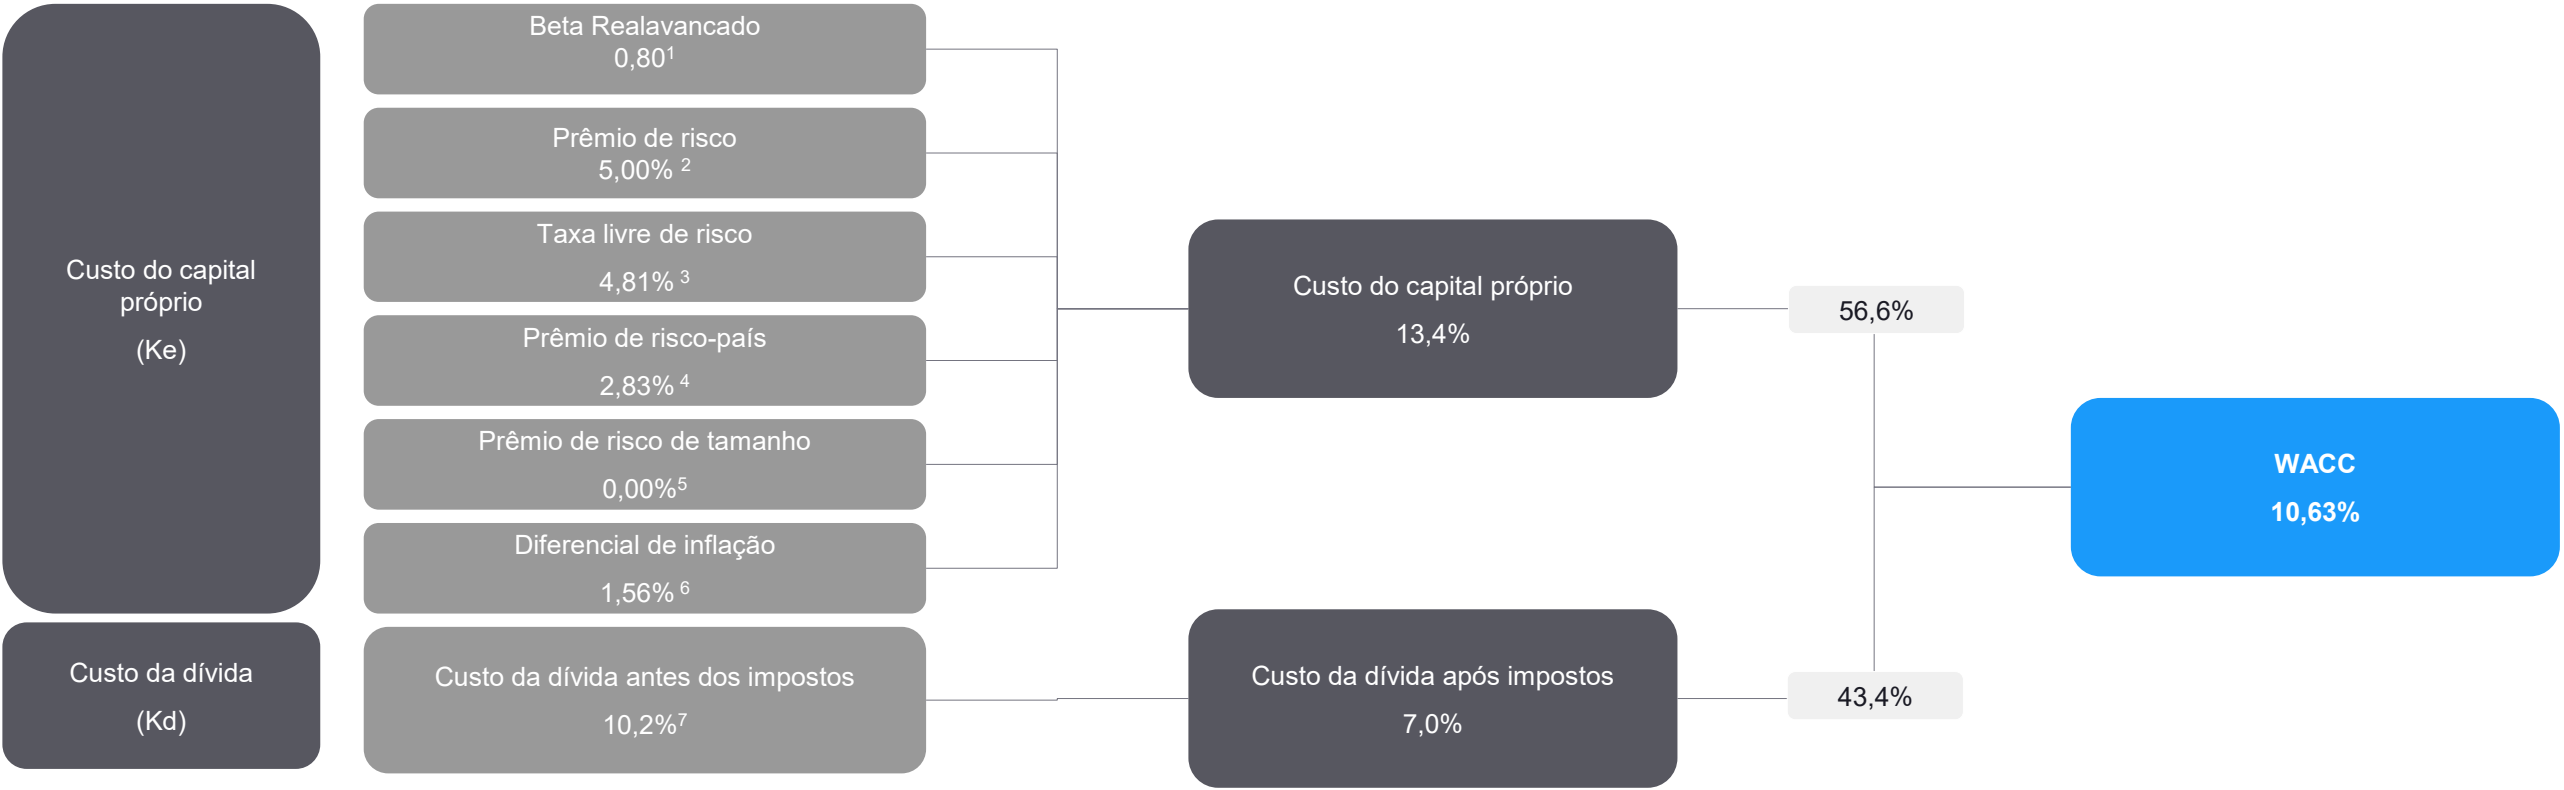 Custo do capital
próprio
(Ke)
Beta Realavancado
0,80¹
Prêmio de risco
5,00% ²
Taxa livre de risco
4,81% ³
Prêmio de risco-país
2,83% ⁴
Prêmio de risco de tamanho
0,00%⁵
Diferencial de inflação
1,56% ⁶
Custo do capital próprio
13,4%
56,6%
WACC
10,63%
Custo da dívida
(Kd)
Custo da dívida antes dos impostos
10,2%⁷
Custo da dívida após impostos
7,0%
43,4%